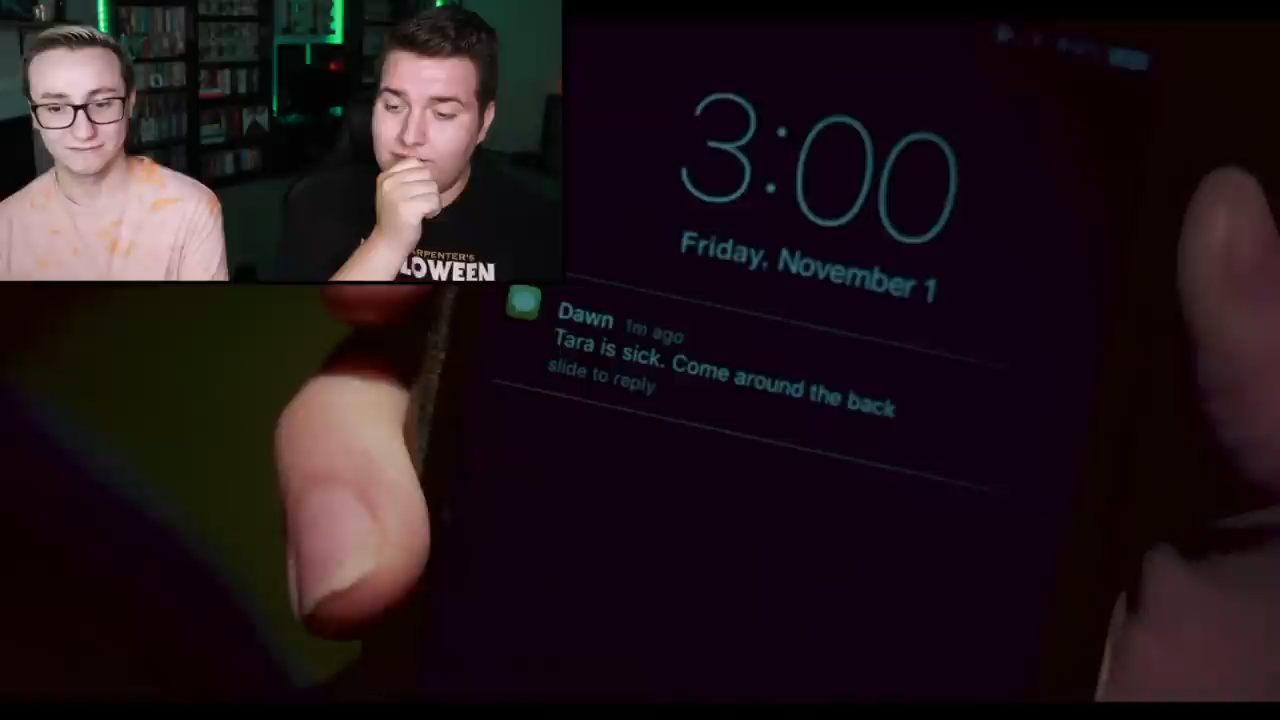 ARPENTER'S
LOWEEN
3:00
Friday, November 1
Dawn 1m ago
Tara is sick. Come around the back
slide to reply